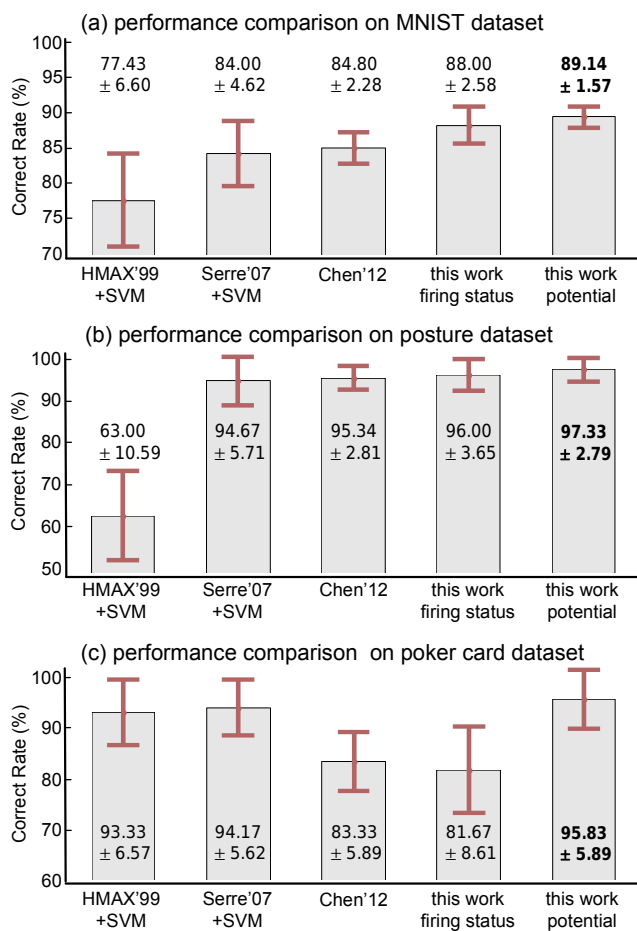 (a) performance comparison on MNIST dataset
Correct Rate (%)
100
95
90
85
80
75
70
77.43 84.00 84.80 88.00 89.14
± 6.60 ± 4.62 ± 2.28 ± 2.58 ± 1.57
HMAX'99 Serre'07 Chen'12 this work this work
+SVM +SVM firing status potential
(b) performance comparison on posture dataset
Correct Rate (%)
100
90
80
70
60
50
63.00 94.67 95.34 96.00 97.33
± 10.59 ± 5.71 ± 2.81 ± 3.65 ± 2.79
HMAX'99 Serre'07 Chen'12 this work this work
+SVM +SVM firing status potential
(c) performance comparison on poker card dataset
Correct Rate (%)
100
90
80
70
60
93.33 94.17 83.33 81.67 95.83
± 6.57 ± 5.62 ± 5.89 ± 8.61 ± 5.89
HMAX'99 Serre'07 Chen'12 this work this work
+SVM +SVM firing status potential